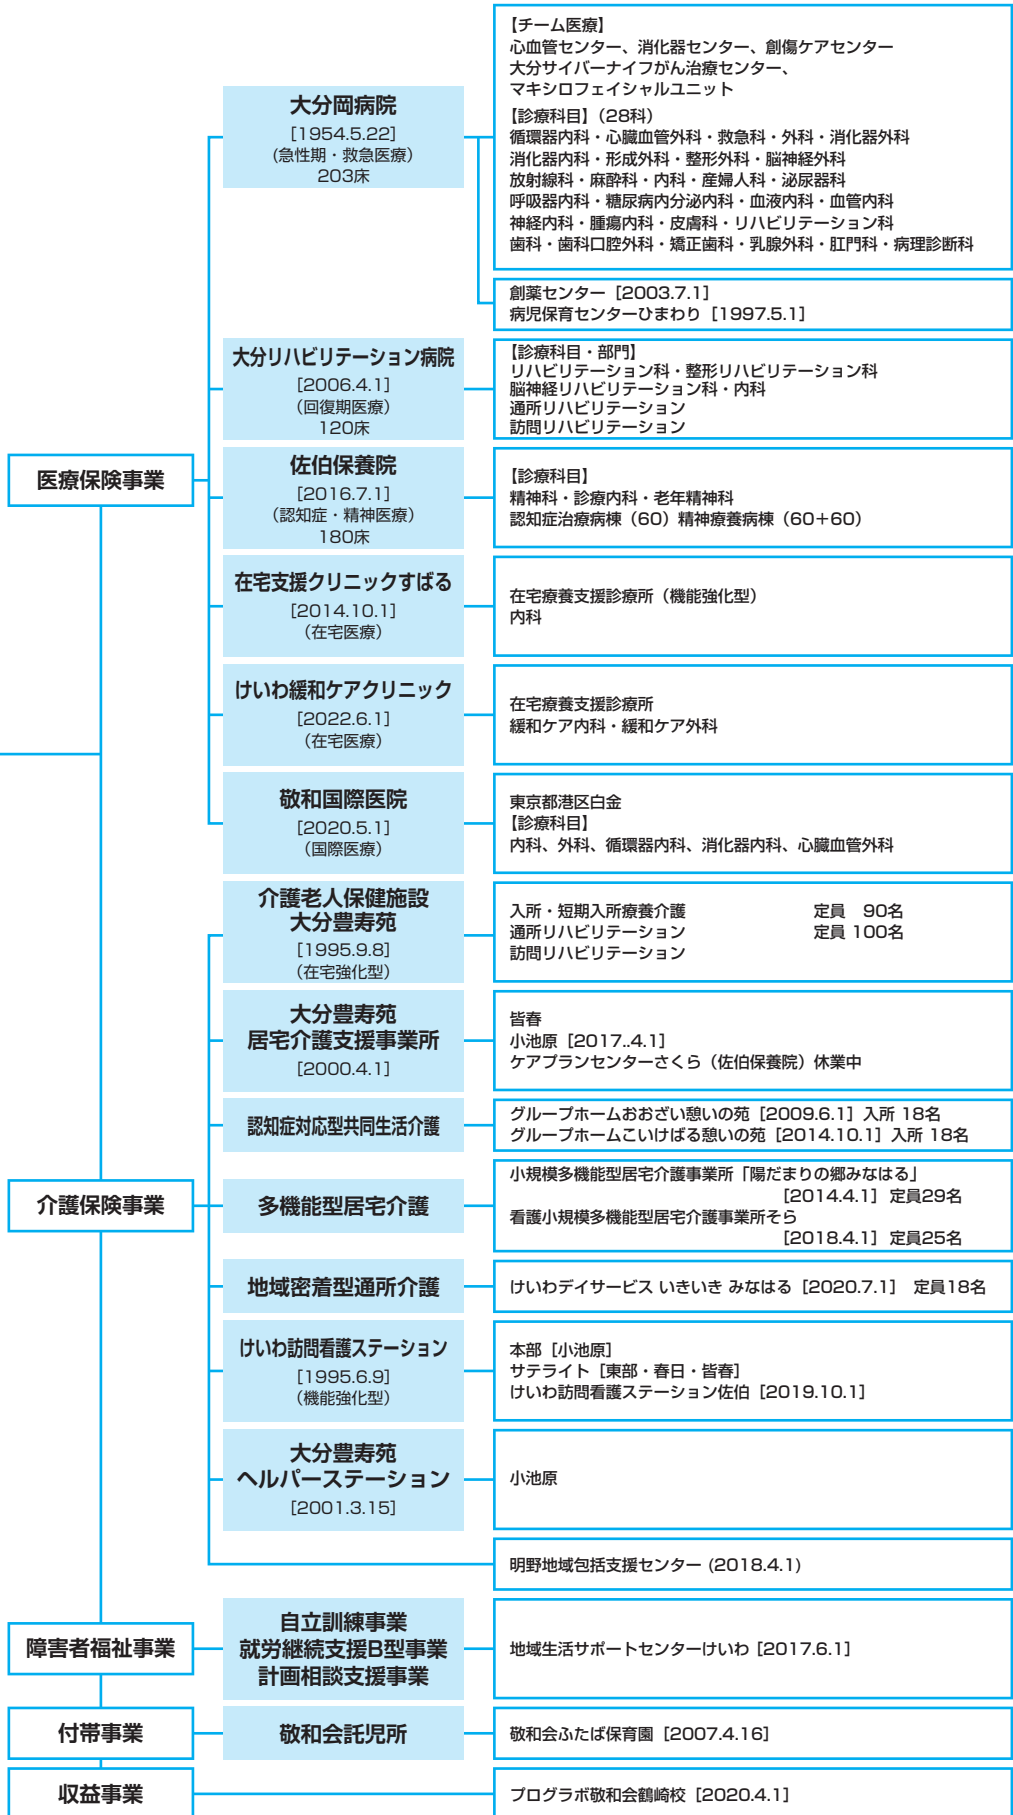 医療保険事業
大分岡病院
[1954.5.22]
(急性期・救急医療)
203床
【チーム医療】
心血管センター、消化器センター、創傷ケアセンター
大分サイバーナイフがん治療センター、
マキシロフェイシャルユニット
【診療科目】（28科）
循環器内科・心臓血管外科・救急科・外科・消化器外科
消化器内科・形成外科・整形外科・脳神経外科
放射線科・麻酔科・内科・産婦人科・泌尿器科
呼吸器内科・糖尿病内分泌内科・血液内科・血管内科
神経内科・腫瘍内科・皮膚科・リハビリテーション科
歯科・歯科口腔外科・矯正歯科・乳腺外科・肛門科・病理診断科
創薬センター［2003.7.1］
病児保育センターひまわり［1997.5.1］
大分リハビリテーション病院
[2006.4.1]
（回復期医療）
120床
【診療科目・部門】
リハビリテーション科・整形リハビリテーション科
脳神経リハビリテーション科・内科
通所リハビリテーション
訪問リハビリテーション
佐伯保養院
[2016.7.1]
（認知症・精神医療）
180床
【診療科目】
精神科・診療内科・老年精神科
認知症治療病棟（60）精神療養病棟（60＋60）
在宅支援クリニックすばる
[2014.10.1]
（在宅医療）
在宅療養支援診療所（機能強化型）
内科
けいわ緩和ケアクリニック
[2022.6.1]
（在宅医療）
在宅療養支援診療所
緩和ケア内科・緩和ケア外科
敬和国際医院
[2020.5.1]
（国際医療）
東京都港区白金
【診療科目】
内科、外科、循環器内科、消化器内科、心臓血管外科
介護保険事業
介護老人保健施設
大分豊寿苑
[1995.9.8]
（在宅強化型）
入所・短期入所療養介護　定員　90名
通所リハビリテーション　定員 100名
訪問リハビリテーション
大分豊寿苑
居宅介護支援事業所
[2000.4.1]
皆春
小池原［2017..4.1］
ケアプランセンターさくら（佐伯保養院）休業中
認知症対応型共同生活介護
グループホームおおざい憩いの苑［2009.6.1］入所 18名
グループホームこいけばる憩いの苑［2014.10.1］入所 18名
多機能型居宅介護
小規模多機能型居宅介護事業所「陽だまりの郷みなはる」
［2014.4.1］定員29名
看護小規模多機能型居宅介護事業所そら
［2018.4.1］定員25名
地域密着型通所介護
けいわデイサービス いきいき みなはる［2020.7.1］　定員18名
けいわ訪問看護ステーション
[1995.6.9]
（機能強化型）
本部［小池原］
サテライト［東部・春日・皆春］
けいわ訪問看護ステーション佐伯［2019.10.1］
大分豊寿苑
ヘルパーステーション
[2001.3.15]
小池原
明野地域包括支援センター (2018.4.1)
障害者福祉事業
自立訓練事業
就労継続支援B型事業
計画相談支援事業
地域生活サポートセンターけいわ［2017.6.1］
付帯事業
敬和会託児所
敬和会ふたば保育園［2007.4.16］
収益事業
プログラボ敬和会鶴崎校［2020.4.1］